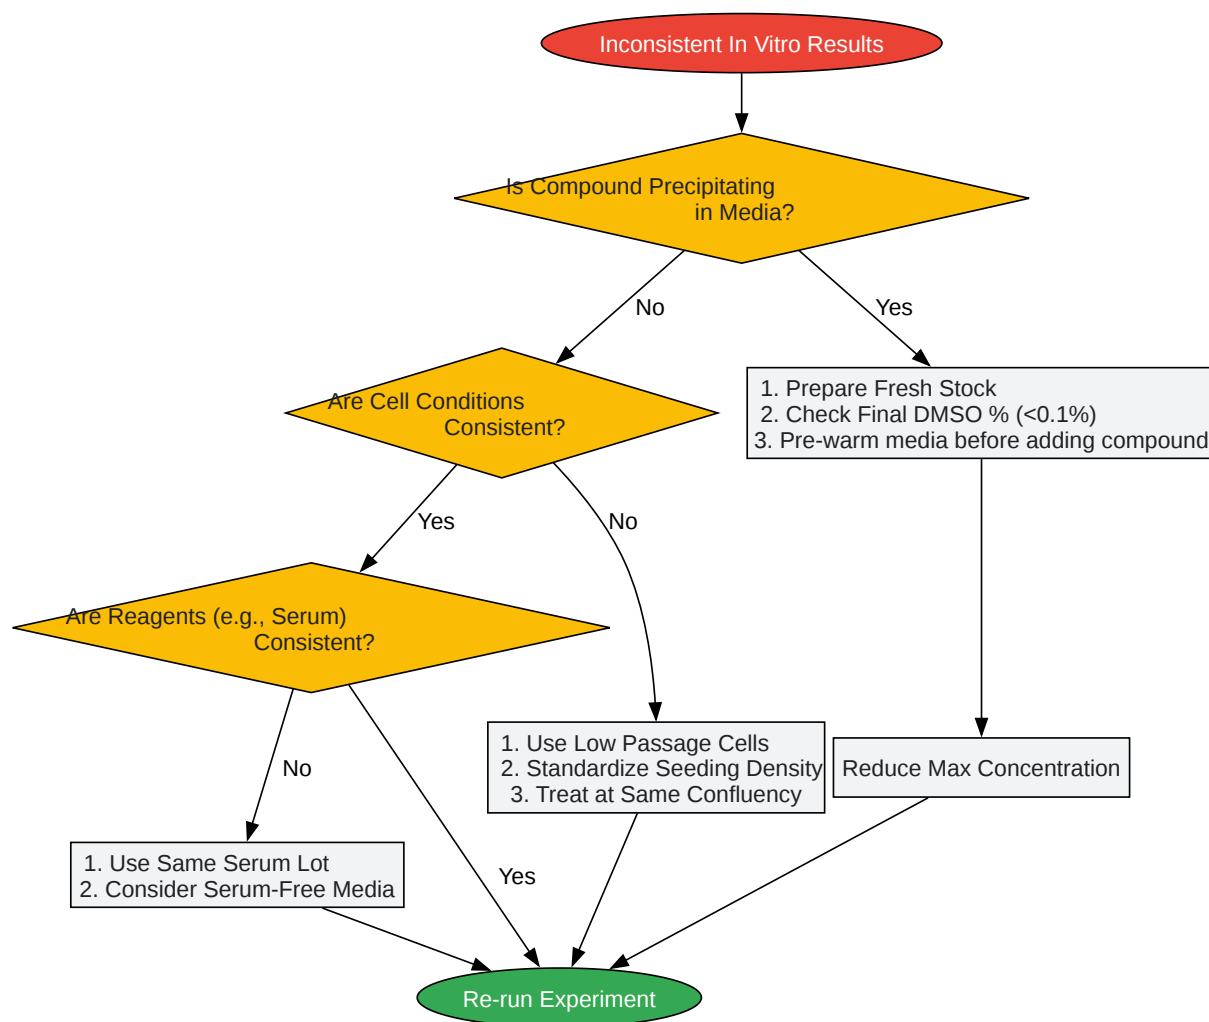 Inconsistent In Vitro Results
Is Compound Precipitating
in Media?
No
Yes
Are Cell Conditions
Consistent?
1. Prepare Fresh Stock
2. Check Final DMSO % (<0.1%)
3. Pre-warm media before adding compound
Yes
No
Are Reagents (e.g., Serum)
Consistent?
1. Use Low Passage Cells
2. Standardize Seeding Density
3. Treat at Same Confluency
Reduce Max Concentration
No
1. Use Same Serum Lot
2. Consider Serum-Free Media
Yes
Re-run Experiment